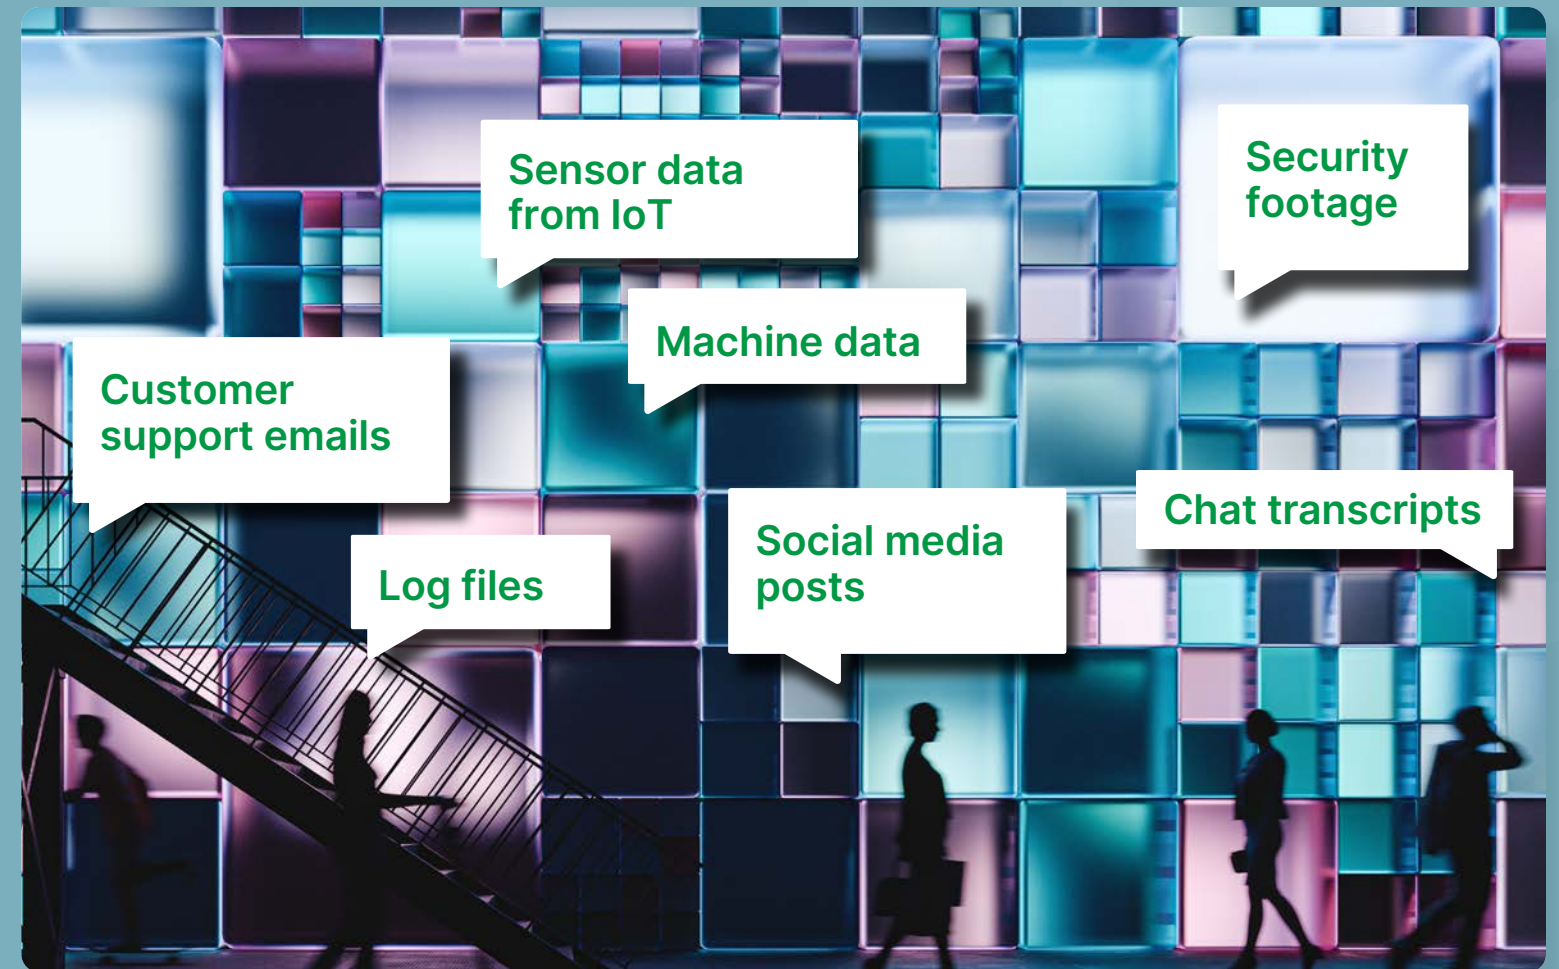 Sensor data
from IoT
Security
footage
Machine data
Customer
support emails
Chat transcripts
Social media
posts
Log files